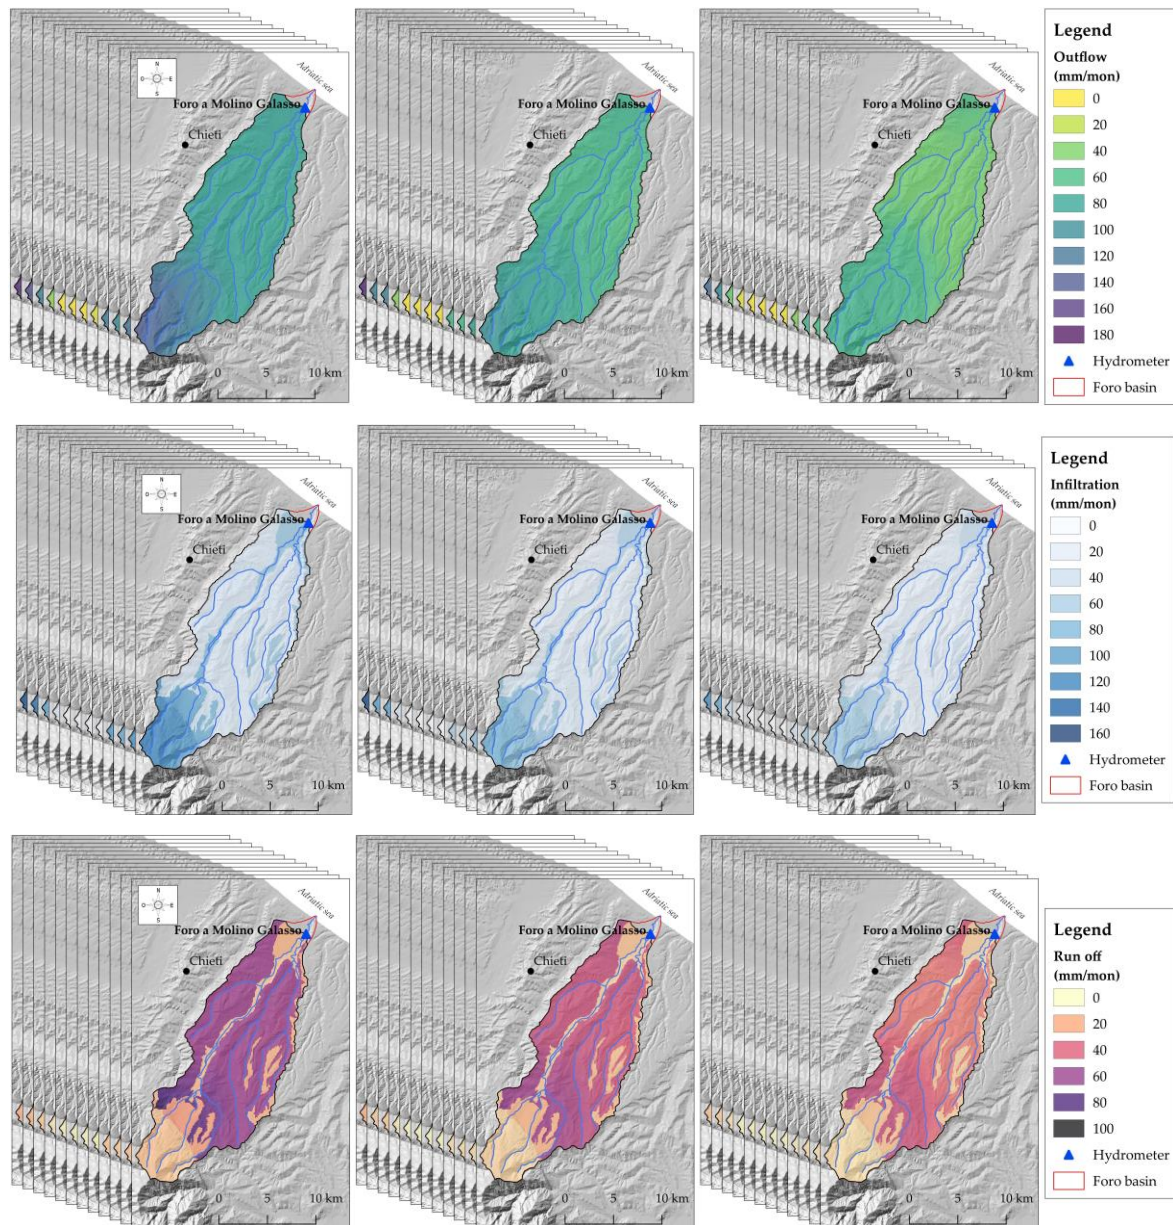 N
O E
S
Adriatic sea
Foro a Molino Galasso
Chieti
0 5 10 km
Adriatic sea
Foro a Molino Galasso
Chieti
0 5 10 km
Adriatic sea
Foro a Molino Galasso
Chieti
0 5 10 km
Legend
Outflow
(mm/mon)
0
20
40
60
80
100
120
140
160
180
Hydrometer
Foro basin
N
O E
S
Adriatic sea
Foro a Molino Galasso
Chieti
0 5 10 km
Adriatic sea
Foro a Molino Galasso
Chieti
0 5 10 km
Adriatic sea
Foro a Molino Galasso
Chieti
0 5 10 km
Legend
Infiltration
(mm/mon)
0
20
40
60
80
100
120
140
160
Hydrometer
Foro basin
N
O E
S
Adriatic sea
Foro a Molino Galasso
Chieti
0 5 10 km
Adriatic sea
Foro a Molino Galasso
Chieti
0 5 10 km
Adriatic sea
Foro a Molino Galasso
Chieti
0 5 10 km
Legend
Run off
(mm/mon)
0
20
40
60
80
100
Hydrometer
Foro basin